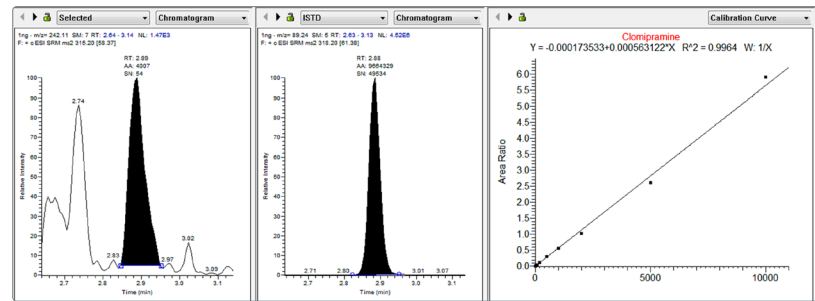 Selected Chromatogram
1ng - m/z= 242.11 SM: 7 RT: 2.64 - 3.14 NL: 1.47E3
F: + c ESI SRM ms2 315.20 [58.37]
RT: 2.89
AA: 4007
SN: 54
100
90
80
70
60
50
40
30
20
10
0
Relative Intensity
2.74
2.83
2.97
3.02
3.09
2.7 2.8 2.9 3.0 3.1
Time (min)
ISTD Chromatogram
1ng - m/z= 89.24 SM: 5 RT: 2.63 - 3.13 NL: 4.62E6
F: + c ESI SRM ms2 318.20 [61.38]
RT: 2.88
AA: 9664329
SN: 49534
100
90
80
70
60
50
40
30
20
10
0
Relative Intensity
2.71 2.80 3.01 3.07
2.7 2.8 2.9 3.0 3.1
Time (min)
Calibration Curve
Clomipramine
Y = -0.000173533+0.000563122*X R^2 = 0.9964 W: 1/X
6.0
5.5
5.0
4.5
4.0
3.5
3.0
2.5
2.0
1.5
1.0
0.5
0.0
Area Ratio
0 5000 10000